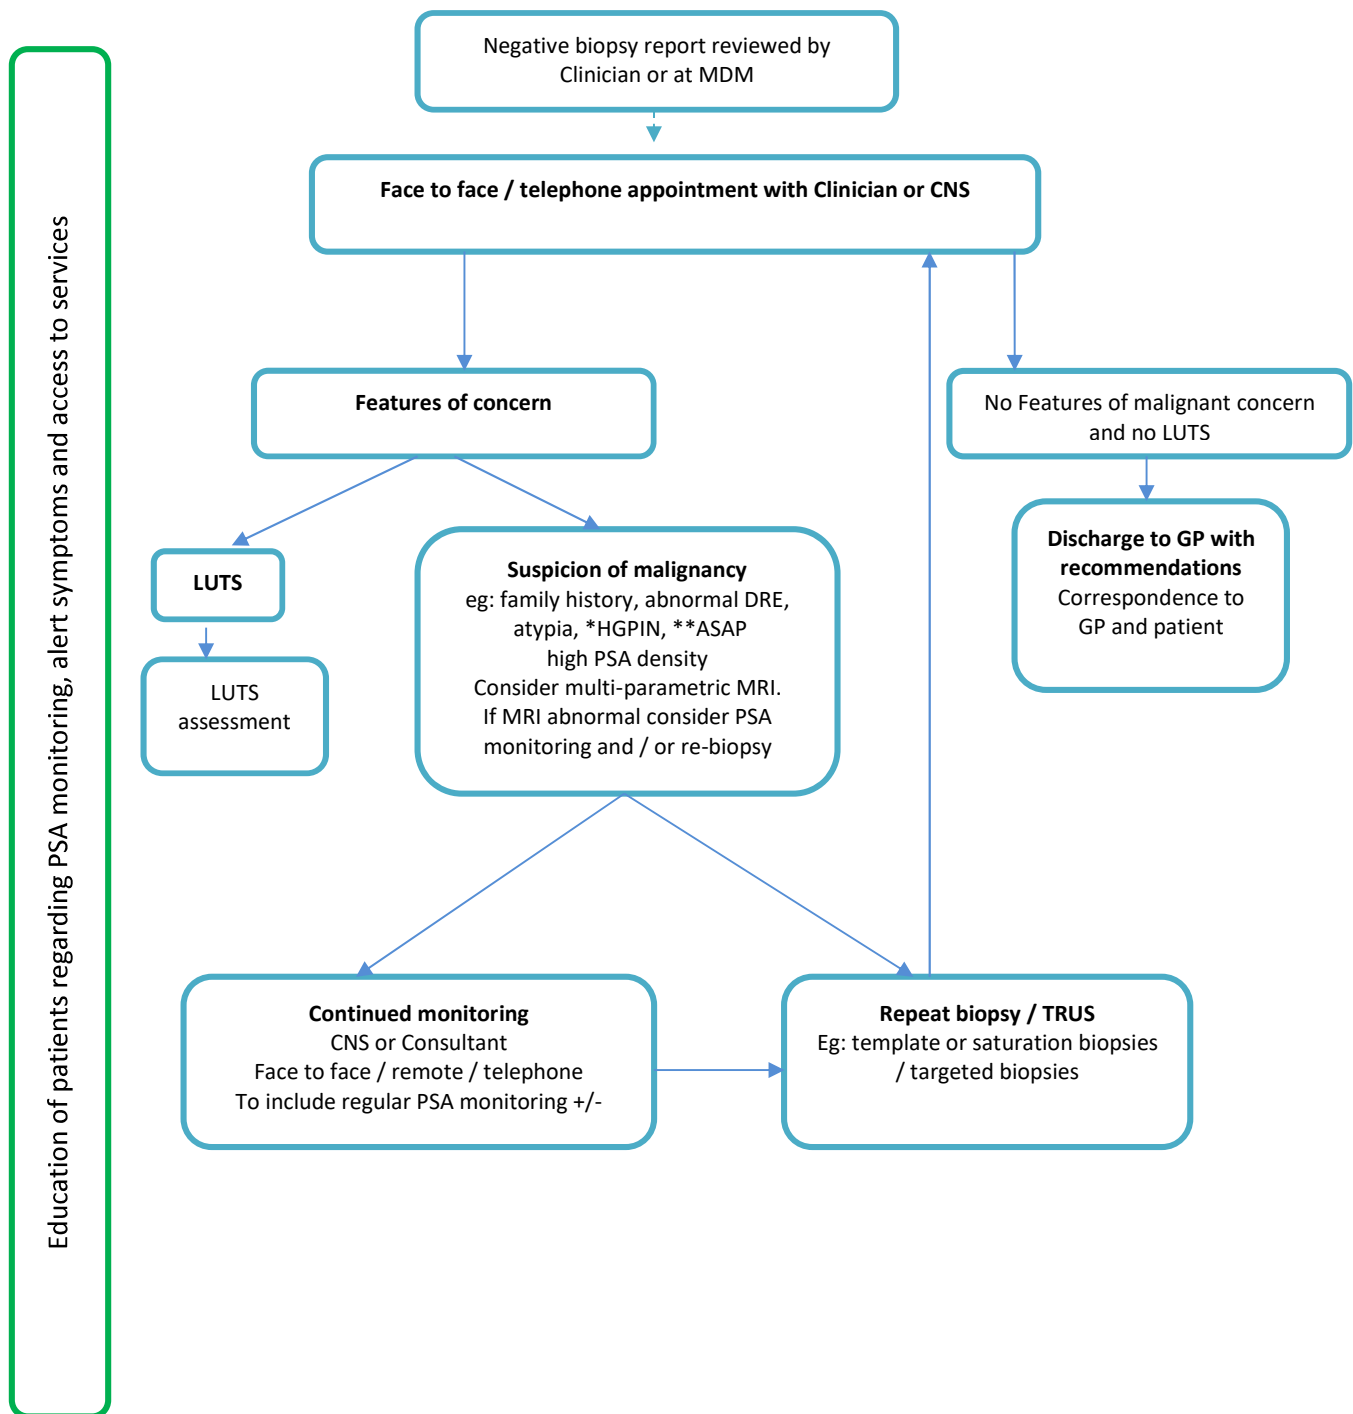 Education of patients regarding PSA monitoring, alert symptoms and access to services
Negative biopsy report reviewed by
Clinician or at MDM
Face to face / telephone appointment with Clinician or CNS
Features of concern
No Features of malignant concern
and no LUTS
LUTS
LUTS
assessment
Suspicion of malignancy
eg: family history, abnormal DRE,
atypia, *HGPIN, **ASAP
high PSA density
Consider multi-parametric MRI.
If MRI abnormal consider PSA
monitoring and / or re-biopsy
Discharge to GP with
recommendations
Correspondence to
GP and patient
Continued monitoring
CNS or Consultant
Face to face / remote / telephone
To include regular PSA monitoring +/-
Repeat biopsy / TRUS
Eg: template or saturation biopsies
/ targeted biopsies